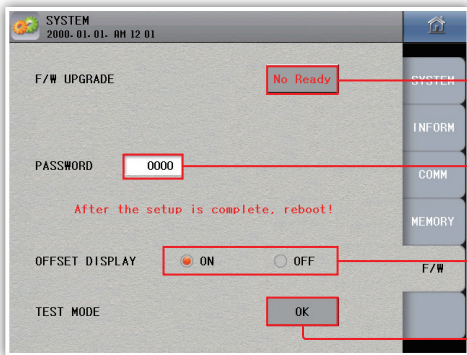 SYSTEM
2000. 01. 01. AM 12 01
F/W UPGRADE
No Ready
SYSTEM
INFORM
PASSWORD
0000
COMM
After the setup is complete, reboot!
MEMORY
OFFSET DISPLAY
ON
OFF
F/W
TEST MODE
OK